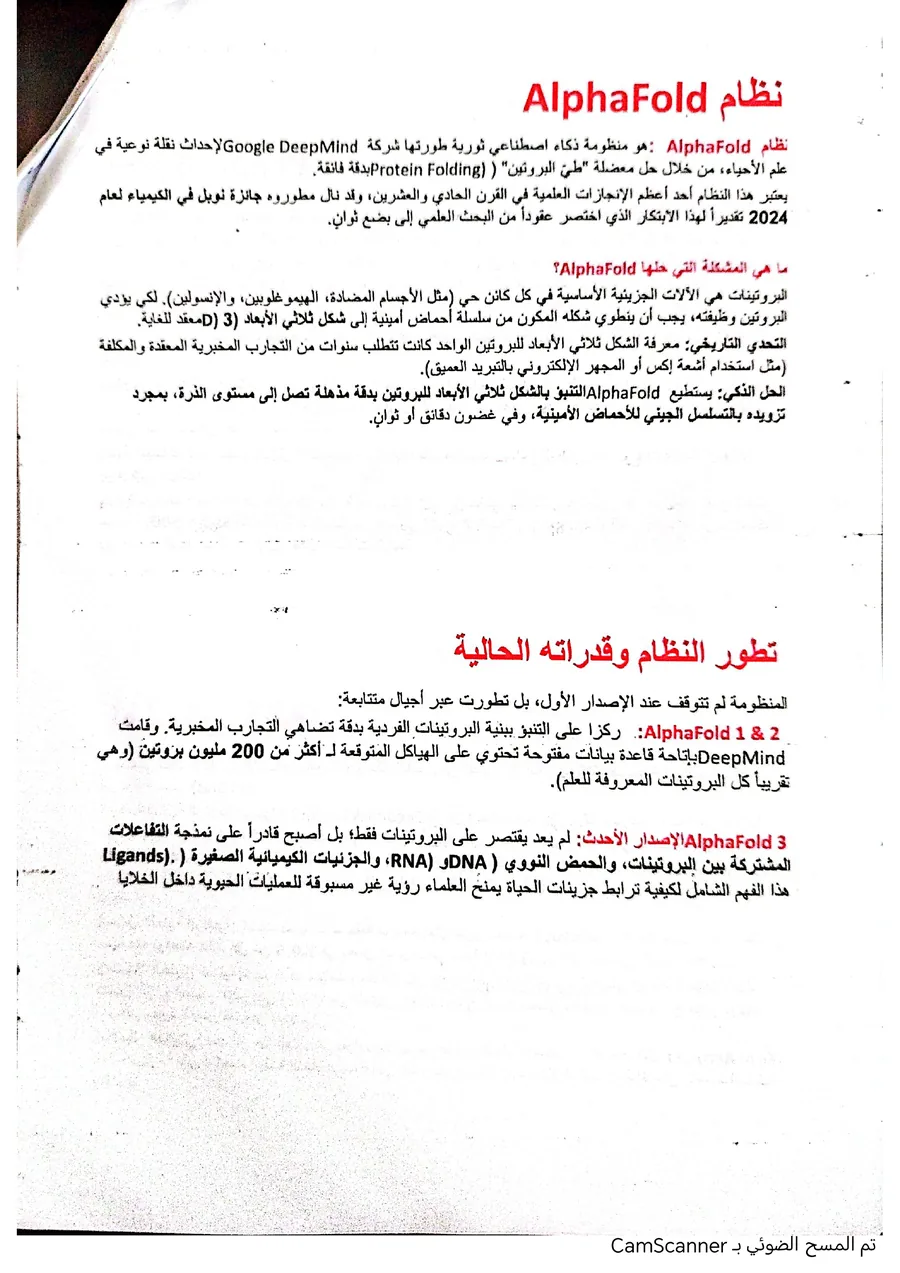 نظام AlphaFold
نظام AlphaFold :هو منظومة ذكاء اصطناعي ثورية طورتها شركة Google DeepMindلإحداث نقلة نوعية في
علم الأحياء، من خلال حل معضلة "طيّ البروتين" ( (Protein Foldingبدقة فائقة.
يعتبر هذا النظام أحد أعظم الإنجازات العلمية في القرن الحادي والعشرين، وقد نال مطوروه جائزة نوبل في الكيمياء لعام
2024 تقديراً لهذا الابتكار الذي اختصر عقوداً من البحث العلمي إلى بضع ثوانٍ.
ما هي المشكلة التي حلها AlphaFold؟
البروتينات هي الآلات الجزيئية الأساسية في كل كائن حي (مثل الأجسام المضادة، الهيموغلوبين، والإنسولين). لكي يؤدي
البروتين وظيفته، يجب أن ينطوي شكله المكون من سلسلة أحماض أمينية إلى شكل ثلاثي الأبعاد (3 (Dمعقد للغاية.
التحدي التاريخي: معرفة الشكل ثلاثي الأبعاد للبروتين الواحد كانت تتطلب سنوات من التجارب المخبرية المعقدة والمكلفة
(مثل استخدام أشعة إكس أو المجهر الإلكتروني بالتبريد العميق).
الحل الذكي: يستطيع AlphaFoldالتنبؤ بالشكل ثلاثي الأبعاد للبروتين بدقة مذهلة تصل إلى مستوى الذرة، بمجرد
تزويده بالتسلسل الجيني للأحماض الأمينية، وفي غضون دقائق أو ثوانٍ.
تطور النظام وقدراته الحالية
المنظومة لم تتوقف عند الإصدار الأول، بل تطورت عبر أجيال متتابعة:
AlphaFold 1 & 2: ركزا على التنبؤ ببنية البروتينات الفردية بدقة تضاهي التجارب المخبرية. وقامت
DeepMindبإتاحة قاعدة بيانات مفتوحة تحتوي على الهياكل المتوقعة لـ أكثر من 200 مليون بروتين (وهي
تقريباً كل البروتينات المعروفة للعلم).
AlphaFold 3الإصدار الأحدث: لم يعد يقتصر على البروتينات فقط؛ بل أصبح قادراً على نمذجة التفاعلات
المشتركة بين البروتينات، والحمض النووي ( DNAو (RNA، والجزيئات الكيميائية الصغيرة ( .(Ligands
هذا الفهم الشامل لكيفية ترابط جزيئات الحياة يمنح العلماء رؤية غير مسبوقة للعمليات الحيوية داخل الخلايا
تم المسح الضوئي بـ CamScanner